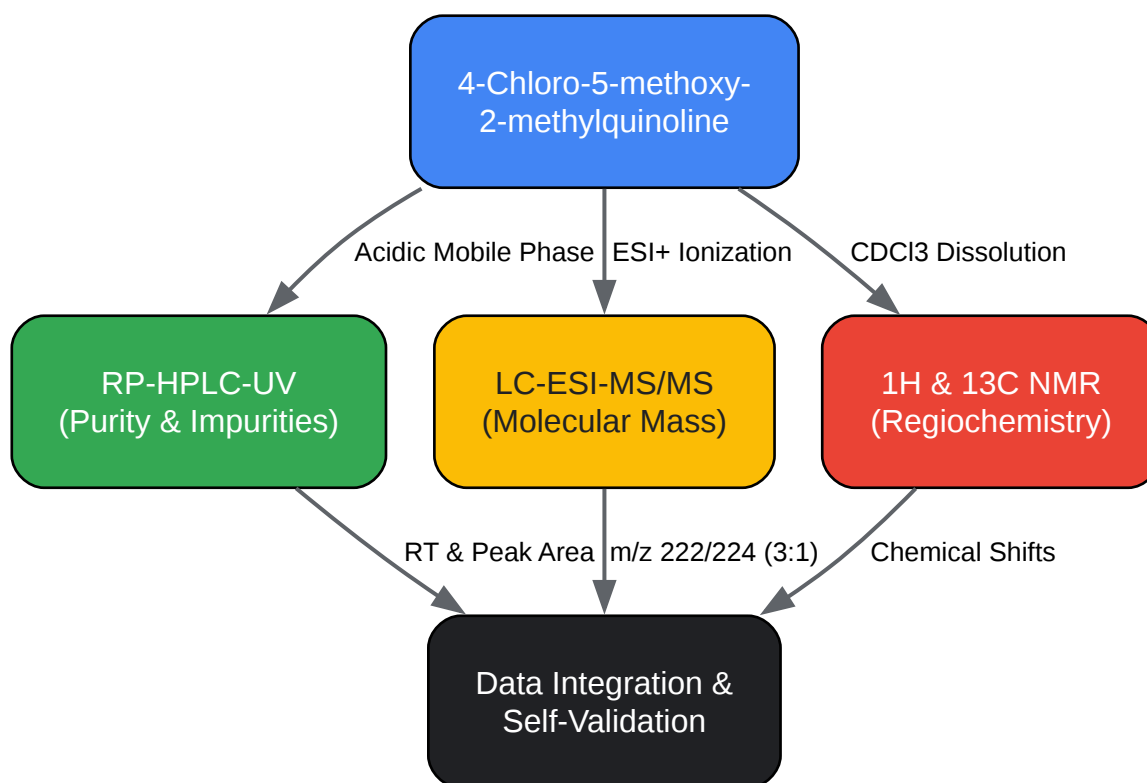 4-Chloro-5-methoxy-
2-methylquinoline
Acidic Mobile Phase
ESI+ Ionization
CDCl3 Dissolution
RP-HPLC-UV
(Purity & Impurities)
LC-ESI-MS/MS
(Molecular Mass)
1H & 13C NMR
(Regiochemistry)
RT & Peak Area
m/z 222/224 (3:1)
Chemical Shifts
Data Integration &
Self-Validation